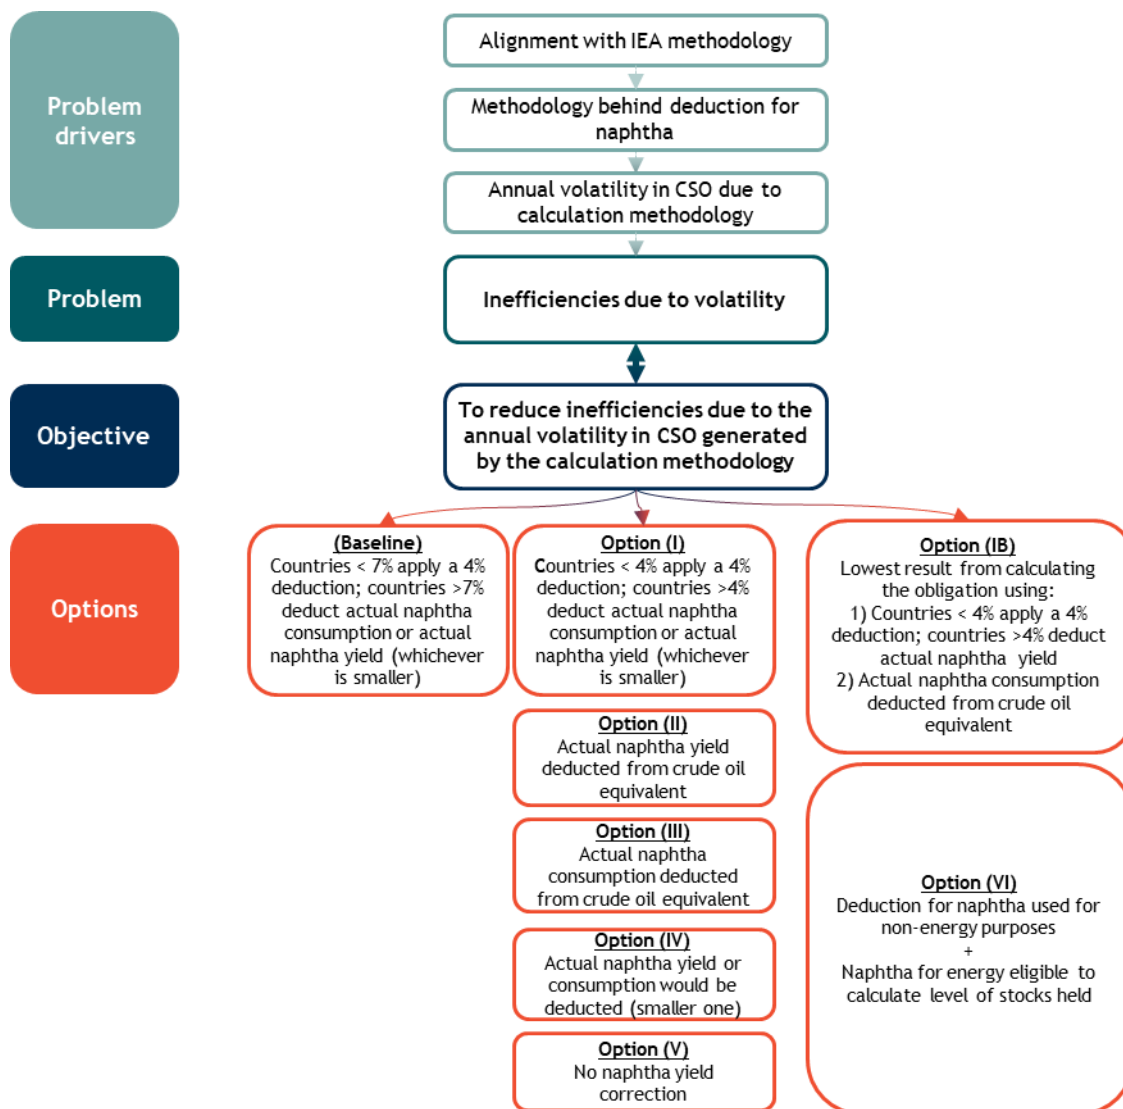 Problem
drivers
Alignment with IEA methodology
Methodology behind deduction for
naphtha
Annual volatility in CSO due to
calculation methodology
Problem
Inefficiencies due to volatility
Objective
To reduce inefficiencies due to the
annual volatility in CSO generated
by the calculation methodology
Options
(Baseline)
Countries < 7% apply a 4%
deduction; countries >7%
deduct actual naphtha
consumption or actual
naphtha yield (whichever
is smaller)
Option (I)
Countries < 4% apply a 4%
deduction; countries >4%
deduct actual naphtha
consumption or actual
naphtha yield (whichever
is smaller)
Option (IB)
Lowest result from calculating
the obligation using:
1) Countries < 4% apply a 4%
deduction; countries >4% deduct
actual naphtha yield
2) Actual naphtha consumption
deducted from crude oil
equivalent
Option (II)
Actual naphtha yield
deducted from crude oil
equivalent
Option (III)
Actual naphtha
consumption deducted
from crude oil equivalent
Option (IV)
Actual naphtha yield or
consumption would be
deducted (smaller one)
Option (V)
No naphtha yield
correction
Option (VI)
Deduction for naphtha used for
non-energy purposes
+
Naphtha for energy eligible to
calculate level of stocks held